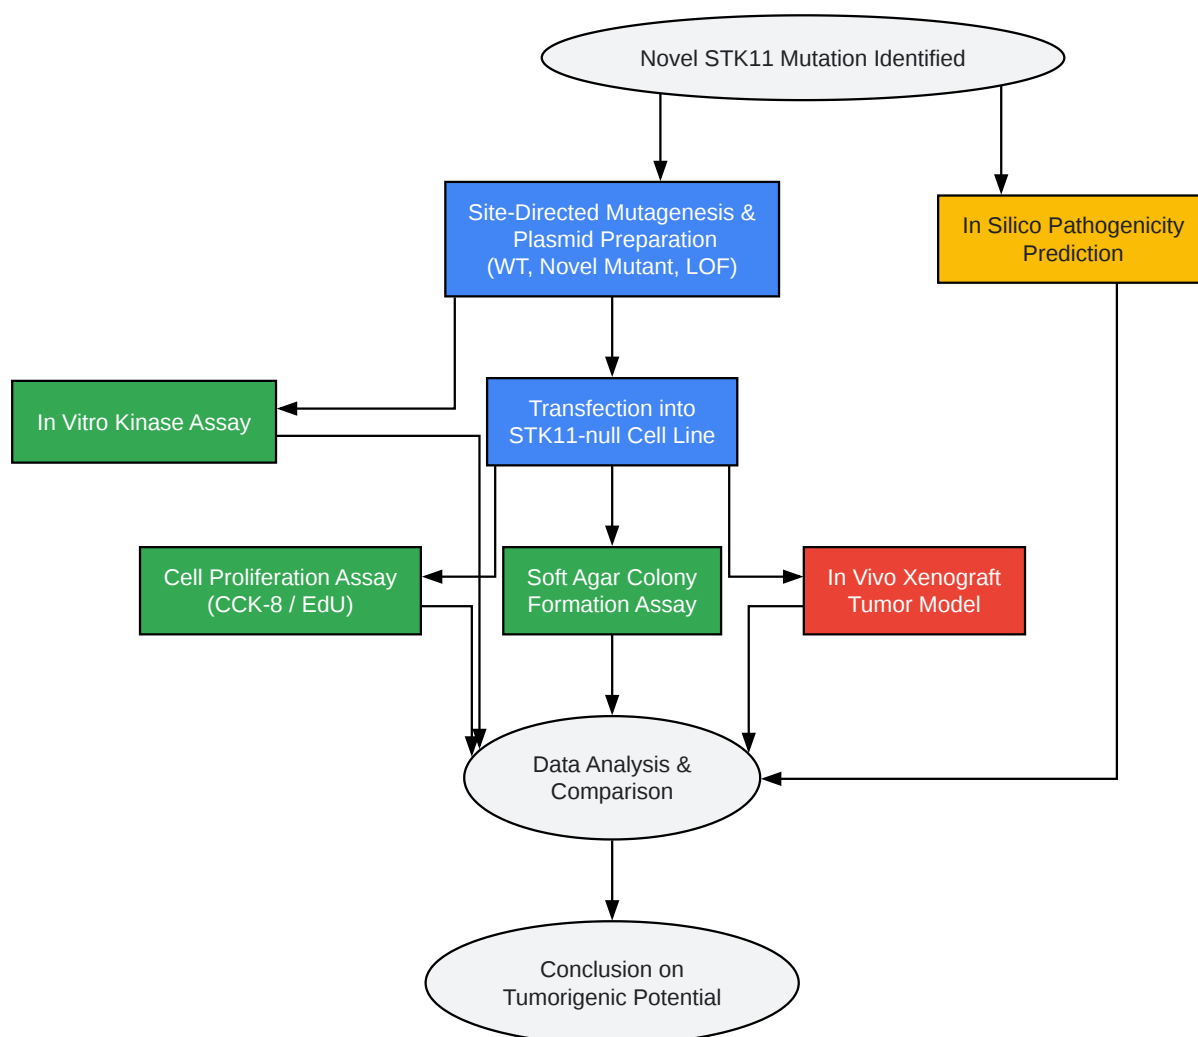 Novel STK11 Mutation Identified
Site-Directed Mutagenesis &
Plasmid Preparation
(WT, Novel Mutant, LOF)
In Silico Pathogenicity
Prediction
In Vitro Kinase Assay
Transfection into
STK11-null Cell Line
Cell Proliferation Assay
(CCK-8 / EdU)
Soft Agar Colony
Formation Assay
In Vivo Xenograft
Tumor Model
Data Analysis &
Comparison
Conclusion on
Tumorigenic Potential